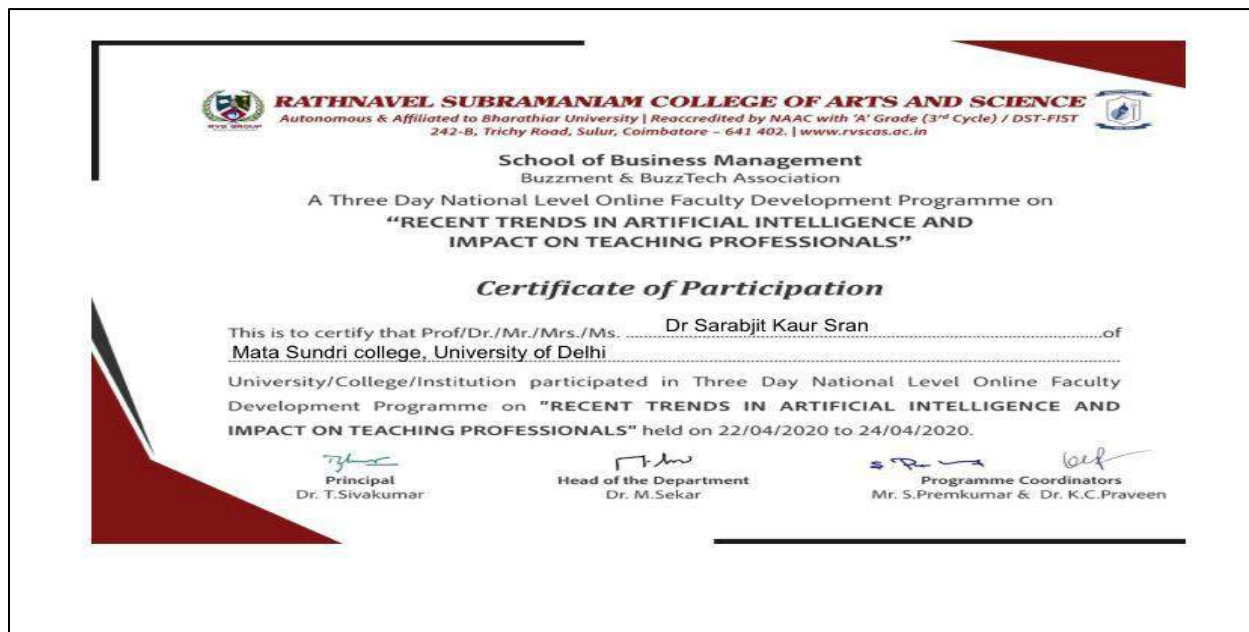 RATHNAVEL SUBRAMANIAM COLLEGE OF ARTS AND SCIENCE
Autonomous & Affiliated to Bharathiar University | Reaccredited by NAAC with 'A' Grade (3rd Cycle) / DST-FIST
242-B, Trichy Road, Sulur, Coimbatore – 641 402. | www.rvscas.ac.in
RVS GROUP
School of Business Management
Buzzment & BuzzTech Association
A Three Day National Level Online Faculty Development Programme on
“RECENT TRENDS IN ARTIFICIAL INTELLIGENCE AND
IMPACT ON TEACHING PROFESSIONALS”
Certificate of Participation
This is to certify that Prof/Dr./Mr./Mrs./Ms. Dr Sarabjit Kaur Sran of
Mata Sundri college, University of Delhi
University/College/Institution participated in Three Day National Level Online Faculty
Development Programme on "RECENT TRENDS IN ARTIFICIAL INTELLIGENCE AND
IMPACT ON TEACHING PROFESSIONALS" held on 22/04/2020 to 24/04/2020.
Principal
Dr. T.Sivakumar
Head of the Department
Dr. M.Sekar
Programme Coordinators
Mr. S.Premkumar & Dr. K.C.Praveen